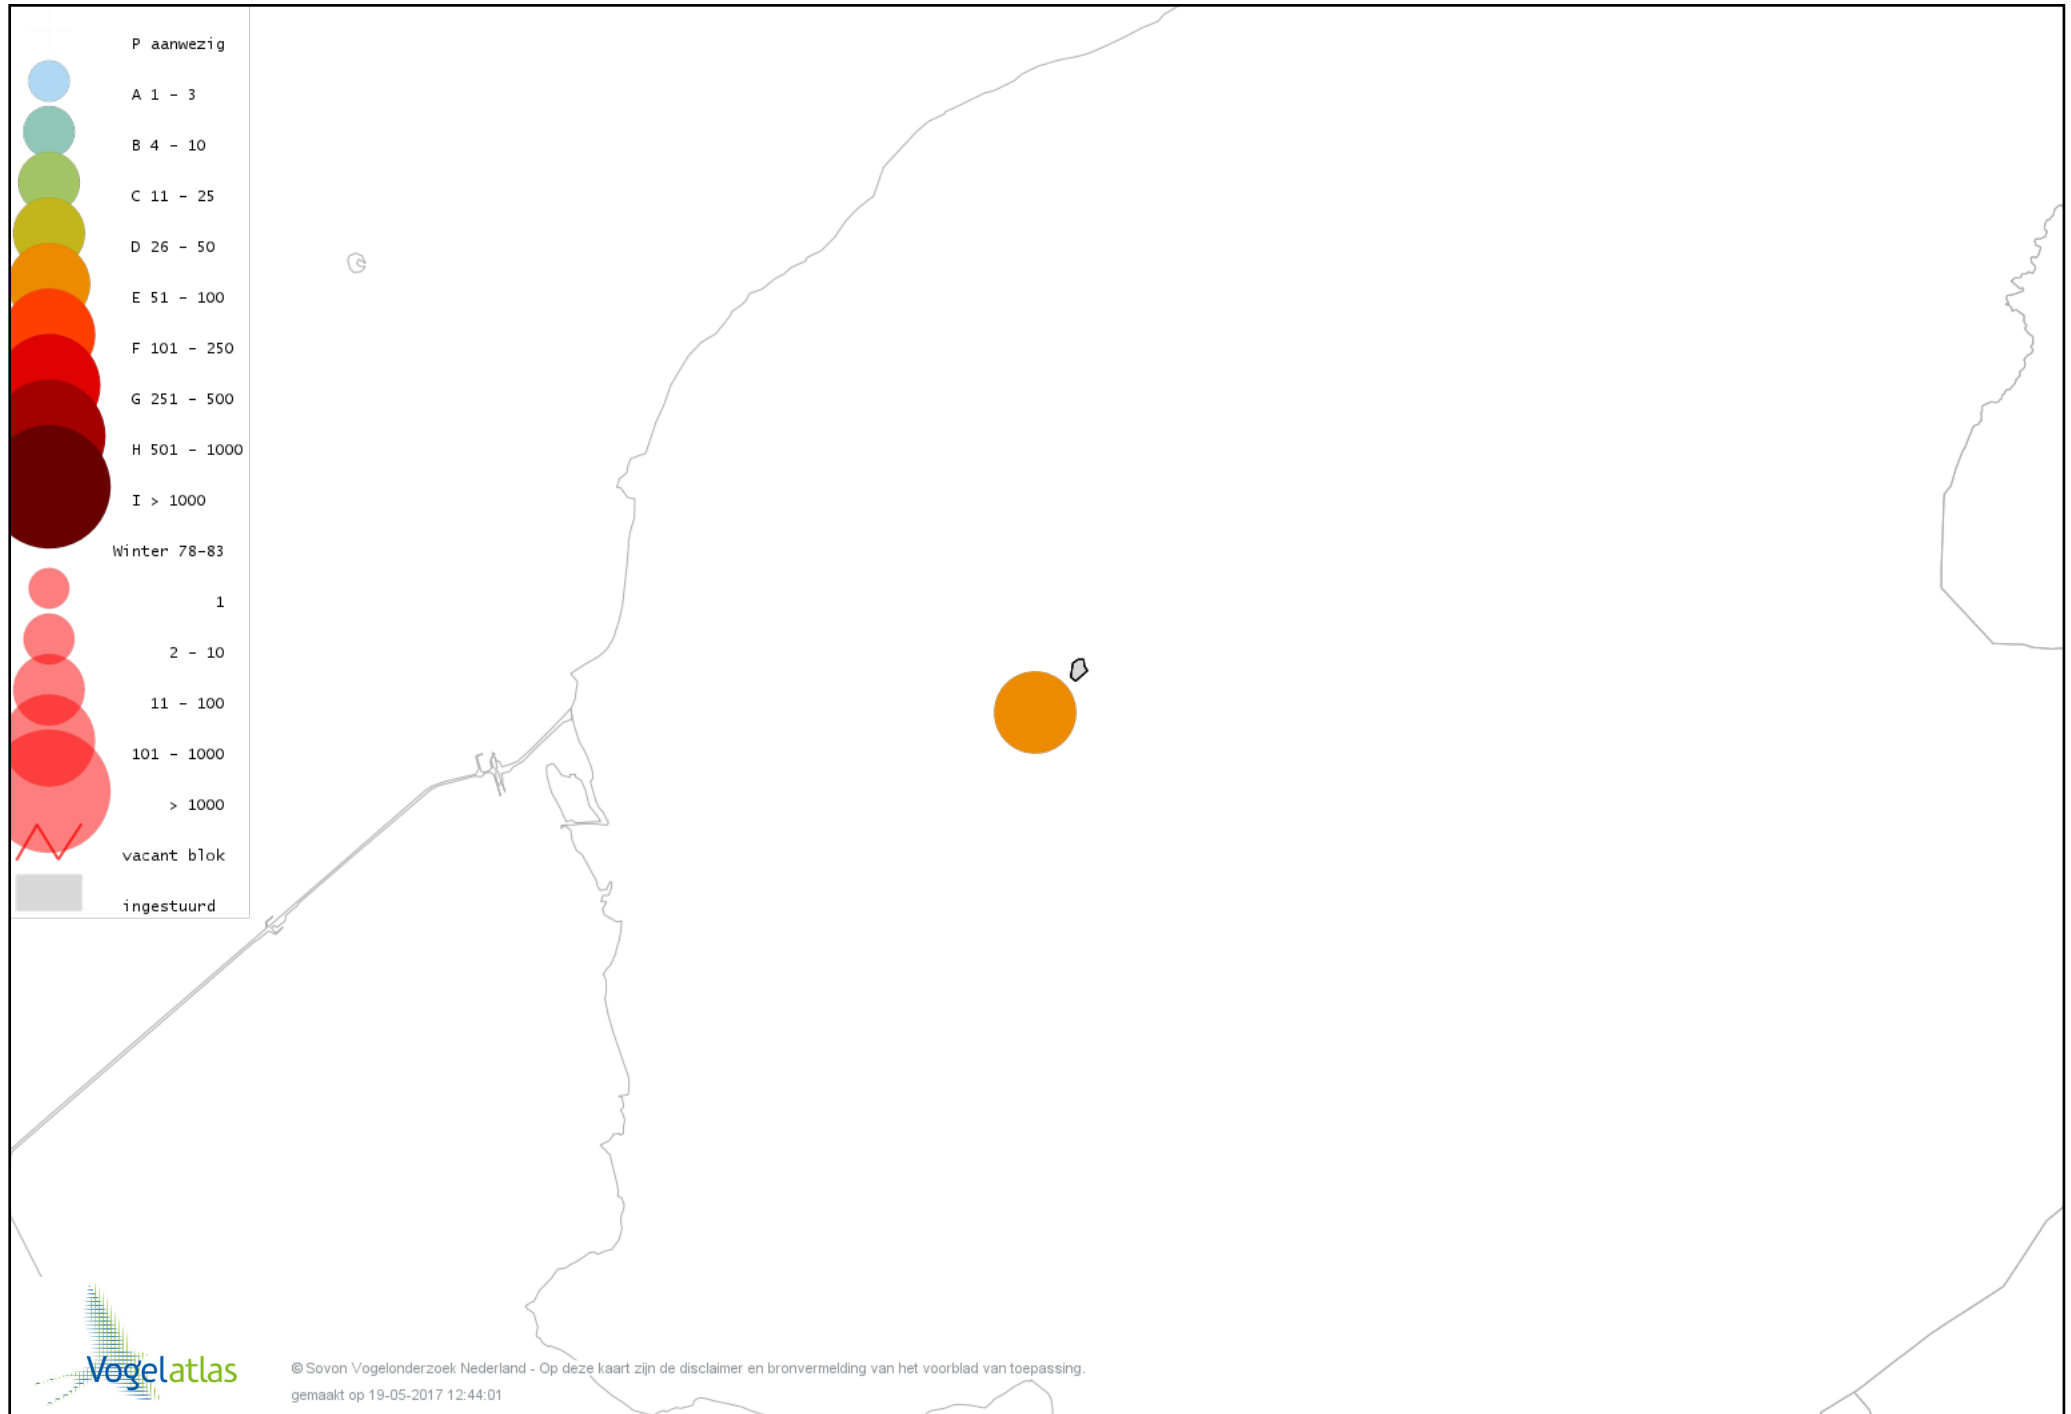 P aanwezig
A 1 - 3
B 4 - 10
C 11 - 25
D 26 - 50
E 51 - 100
F 101 - 250
G 251 - 500
H 501 - 1000
I > 1000
Winter 78-83
1
2 - 10
11 - 100
101 - 1000
> 1000
vacant blok
ingestuurd
Vogelatlas
© Sovon Vogelonderzoek Nederland - Op deze kaart zijn de disclaimer en bronvermelding van het voorblad van toepassing.
gemaakt op 19-05-2017 12:44:01